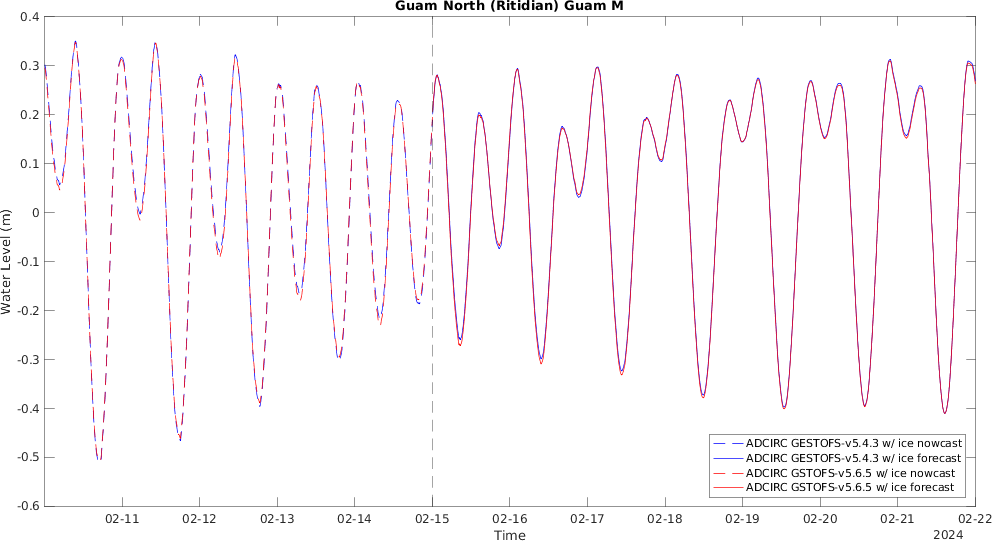 Guam North (Ritidian) Guam M
0.4
0.3
0.2
0.1
0
-0.1
-0.2
-0.3
-0.4
-0.5
-0.6
Water Level (m)
ADCIRC GESTOFS-v5.4.3 w/ ice nowcast
ADCIRC GESTOFS-v5.4.3 w/ ice forecast
ADCIRC GSTOFS-v5.6.5 w/ ice nowcast
ADCIRC GSTOFS-v5.6.5 w/ ice forecast
02-11 02-12 02-13 02-14 02-15 02-16 02-17 02-18 02-19 02-20 02-21 02-22
Time
2024